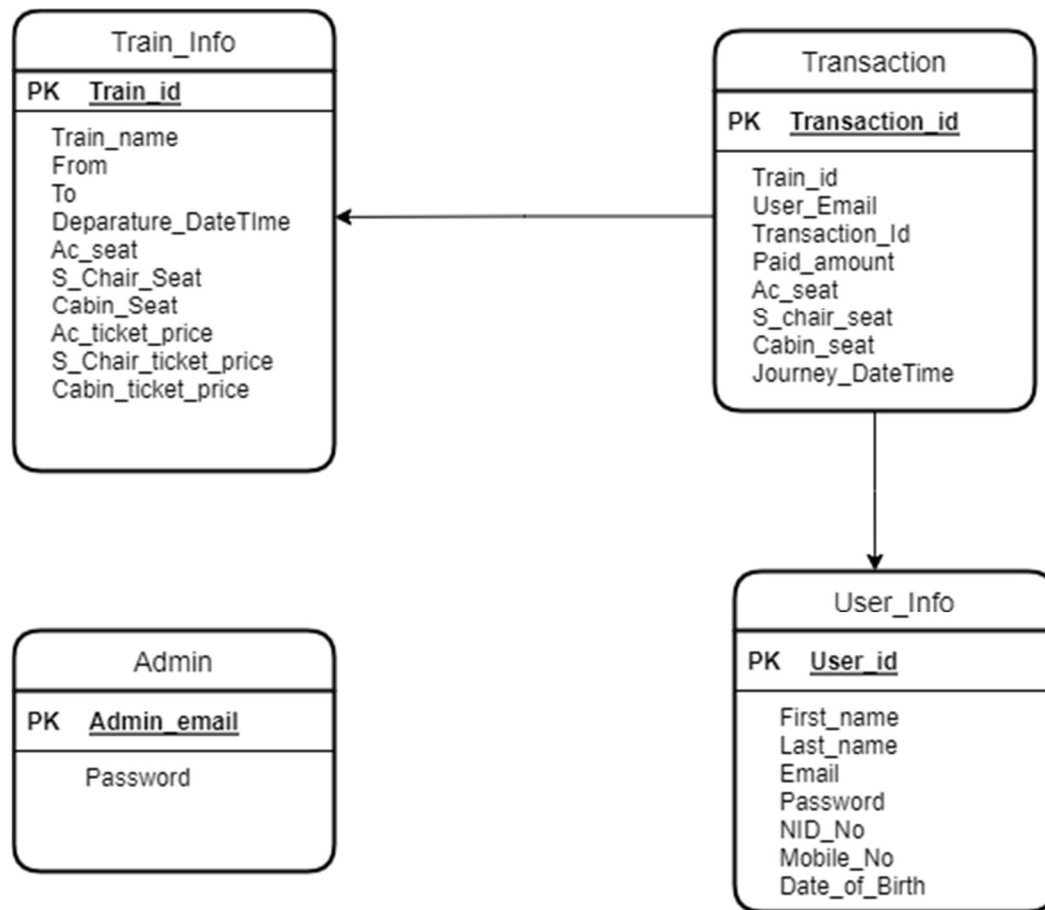 Train_Info
PK Train_id
Train_name
From
To
Deparature_DateTIme
Ac_seat
S_Chair_Seat
Cabin_Seat
Ac_ticket_price
S_Chair_ticket_price
Cabin_ticket_price
Transaction
PK Transaction_id
Train_id
User_Email
Transaction_Id
Paid_amount
Ac_seat
S_chair_seat
Cabin_seat
Journey_DateTime
Admin
PK Admin_email
Password
User_Info
PK User_id
First_name
Last_name
Email
Password
NID_No
Mobile_No
Date_of_Birth